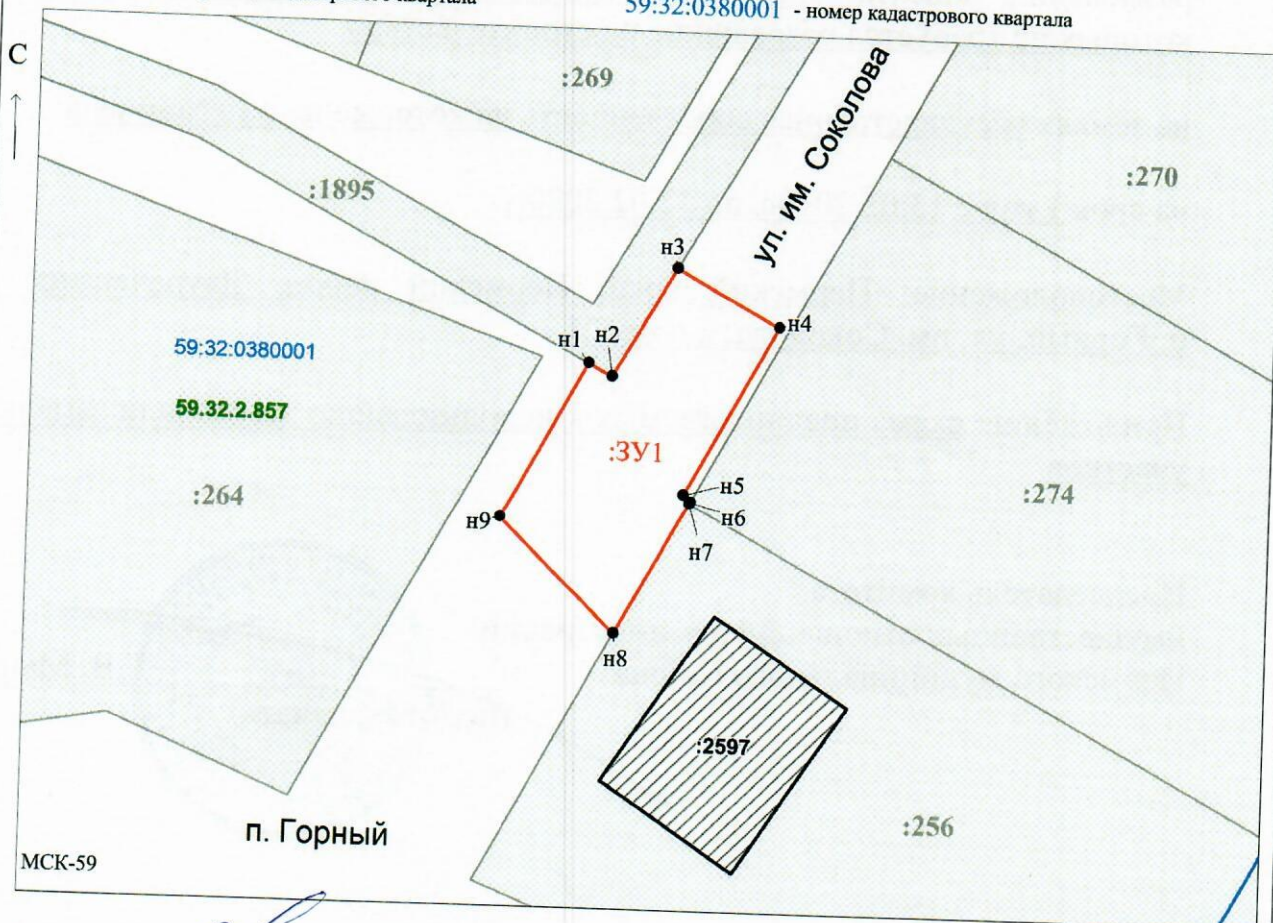 квартала
59:32:0380001 - номер кадастрового квартала
С
:269
ул. им. Соколова
:1895
:270
н3
н4
н1
н2
59:32:0380001
59.32.2.857
:ЗУ1
:264
:274
н5
н9
н6
н7
н8
:2597
:256
п. Горный
МСК-59